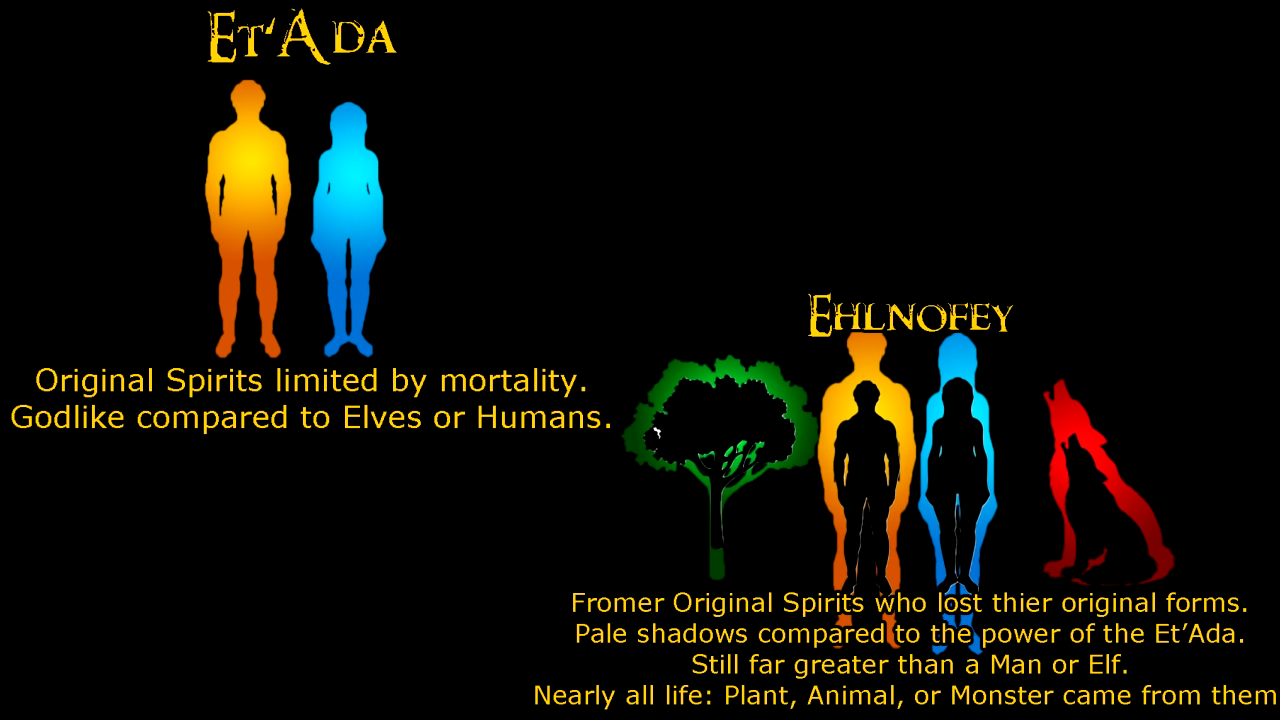 Et'Ada
Original Spirits limited by mortality.
Godlike compared to Elves or Humans.
Ehlnofey
Fromer Original Spirits who lost thier original forms.
Pale shadows compared to the power of the Et'Ada.
Still far greater than a Man or Elf.
Nearly all life: Plant, Animal, or Monster came from them